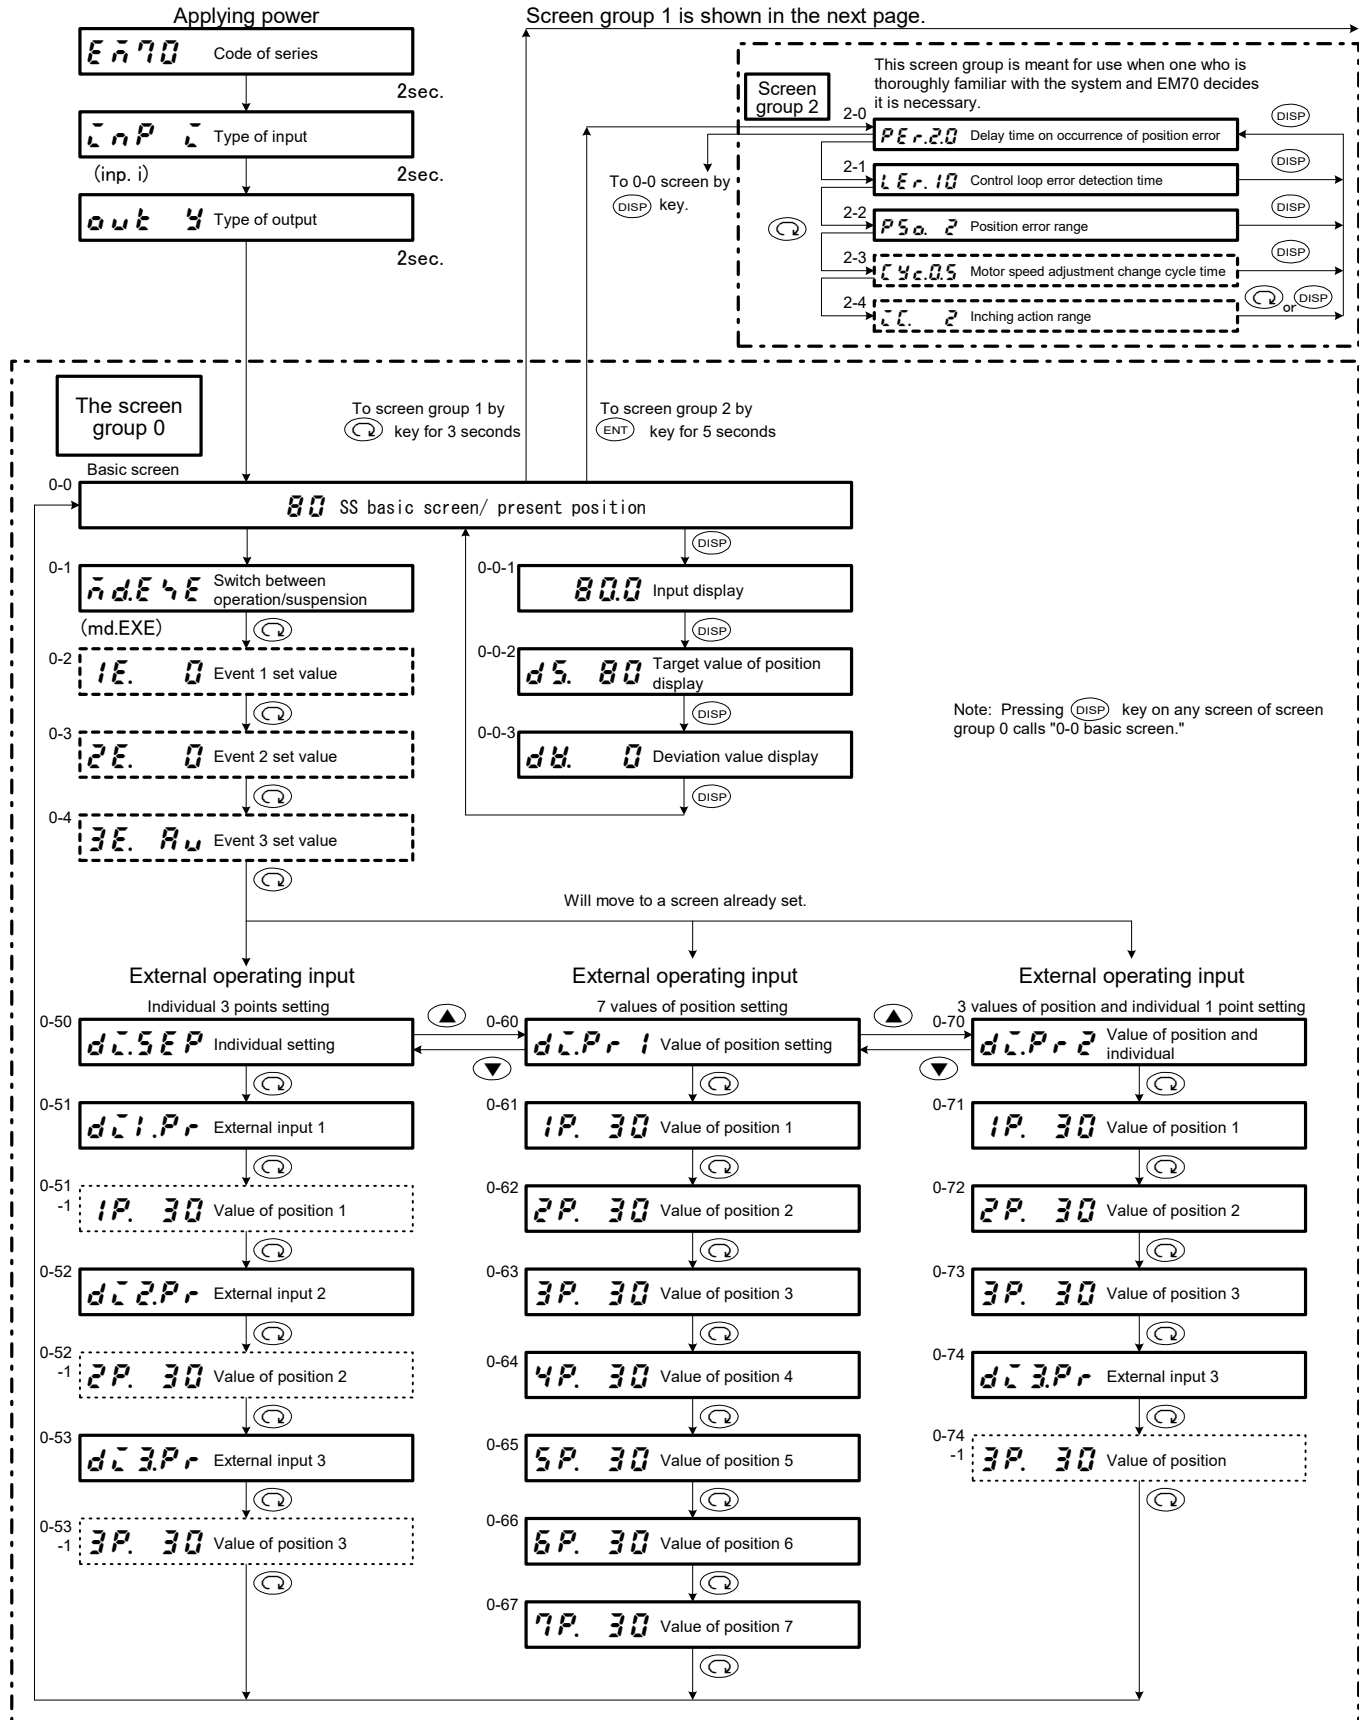 Applying power
Screen group 1 is shown in the next page.
Em70 Code of series
2sec.
inP i Type of input
(inp. i)
2sec.
out Y Type of output
2sec.
Screen
group 2
This screen group is meant for use when one who is
thoroughly familiar with the system and EM70 decides
it is necessary.
2-0
PEr.2.0 Delay time on occurrence of position error
DISP
To 0-0 screen by
DISP key.
2-1
LEr.10 Control loop error detection time
DISP
2-2
PSo. 2 Position error range
DISP
2-3
CYc.0.5 Motor speed adjustment change cycle time
DISP
2-4
iC. 2 Inching action range
or DISP
The screen
group 0
To screen group 1 by
key for 3 seconds
To screen group 2 by
ENT key for 5 seconds
Basic screen
0-0
80 SS basic screen/ present position
DISP
0-1
md.EXE Switch between
operation/suspension
(md.EXE)
0-0-1
80.0 Input display
DISP
0-2
1E. 0 Event 1 set value
0-0-2
dS. 80 Target value of position
display
DISP
0-3
2E. 0 Event 2 set value
0-0-3
dV. 0 Deviation value display
DISP
0-4
3E. Au Event 3 set value
Note: Pressing DISP key on any screen of screen
group 0 calls "0-0 basic screen."
Will move to a screen already set.
External operating input
Individual 3 points setting
0-50
di.SEP Individual setting
0-51
di1.Pr External input 1
0-51
-1
1P. 30 Value of position 1
0-52
di2.Pr External input 2
0-52
-1
2P. 30 Value of position 2
0-53
di3.Pr External input 3
0-53
-1
3P. 30 Value of position 3
External operating input
7 values of position setting
0-60
di.Pr 1 Value of position setting
0-61
1P. 30 Value of position 1
0-62
2P. 30 Value of position 2
0-63
3P. 30 Value of position 3
0-64
4P. 30 Value of position 4
0-65
5P. 30 Value of position 5
0-66
6P. 30 Value of position 6
0-67
7P. 30 Value of position 7
External operating input
3 values of position and individual 1 point setting
0-70
di.Pr 2 Value of position and
individual
0-71
1P. 30 Value of position 1
0-72
2P. 30 Value of position 2
0-73
3P. 30 Value of position 3
0-74
di3.Pr External input 3
0-74
-1
3P. 30 Value of position